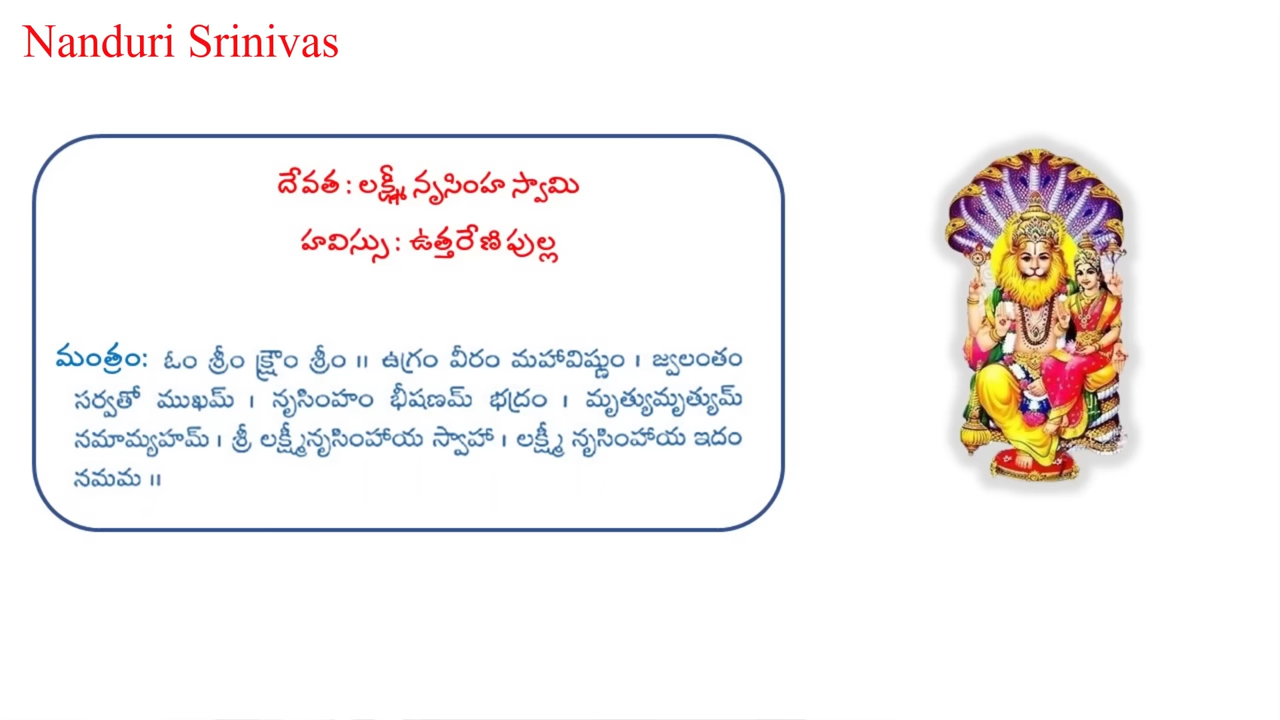 Nanduri Srinivas
దేవత : లక్ష్మీ నృసింహ స్వామి
హవిస్సు : ఉత్తరేణి పుల్ల
మంత్రం: ఓం శ్రీం క్ష్రౌం శ్రీం ॥ ఉగ్రం వీరం మహావిష్ణుం । జ్వలంతం
సర్వతో ముఖమ్ । నృసింహం భీషణమ్ భద్రం । మృత్యుమృత్యుమ్
నమామ్యహమ్ । శ్రీ లక్ష్మీనృసింహాయ స్వాహా । లక్ష్మీ నృసింహాయ ఇదం
నమమ ॥